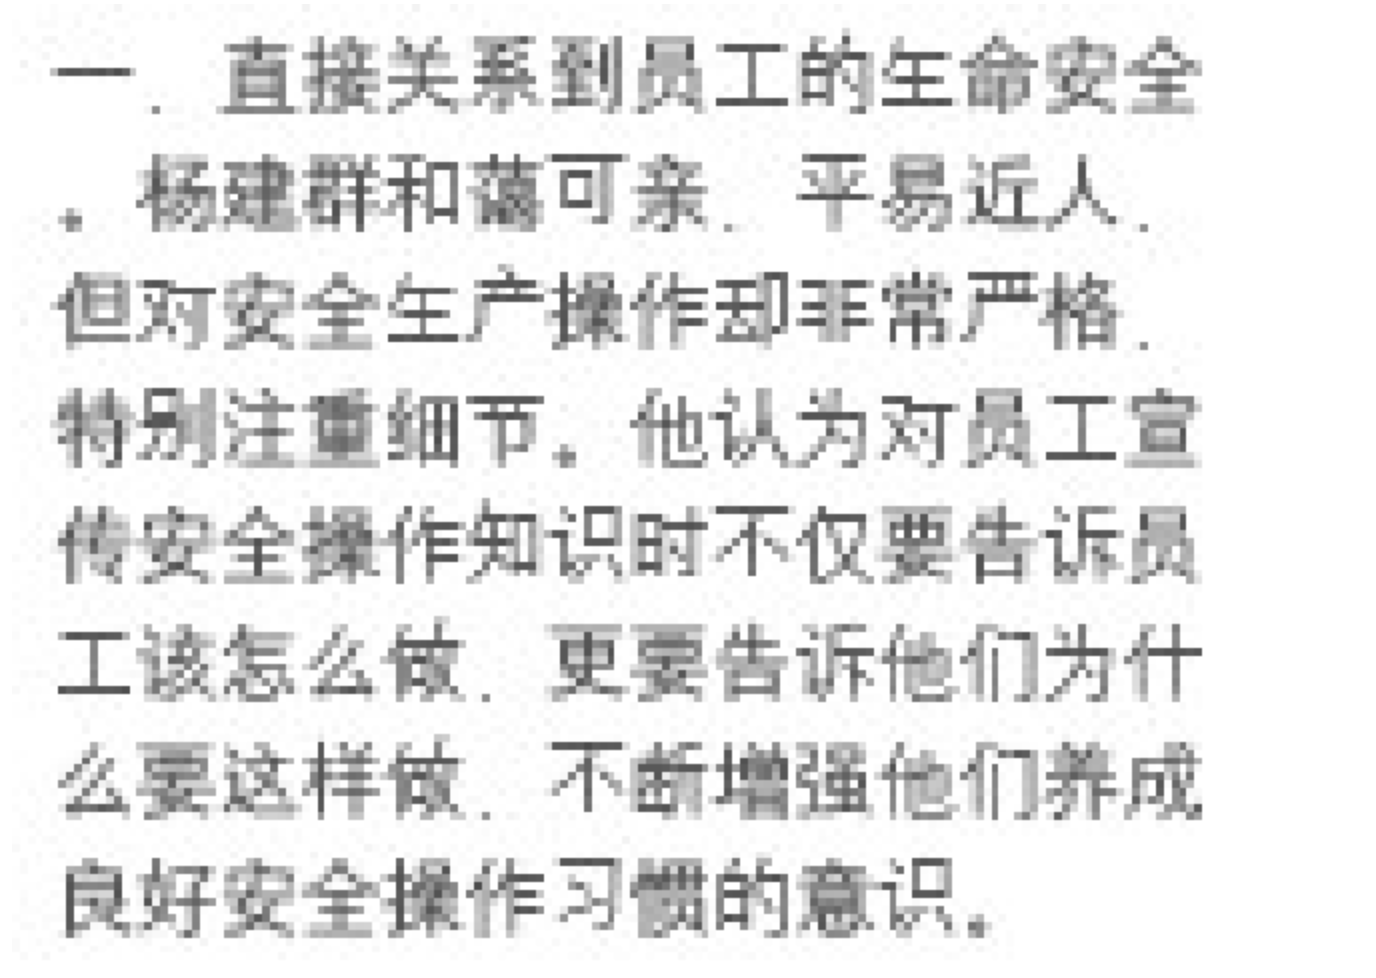 一，直接关系到员工的生命安全
。杨建群和蔼可亲，平易近人，
但对安全生产操作却非常严格，
特别注重细节。他认为对员工宣
传安全操作知识时不仅要告诉员
工该怎么做，更要告诉他们为什
么要这样做，不断增强他们养成
良好安全操作习惯的意识。